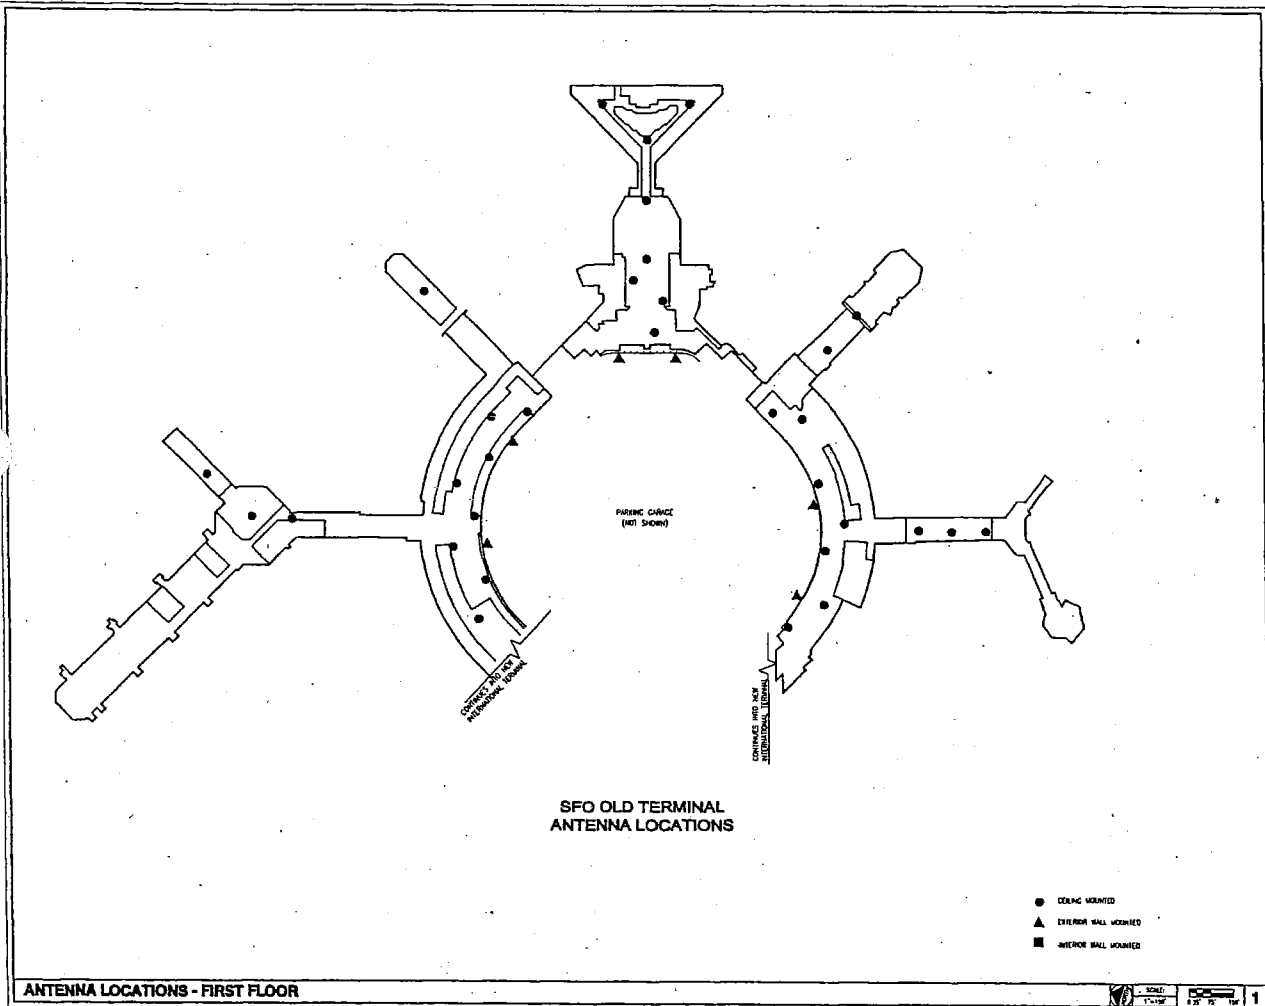 PARKING GARAGE
(NOT SHOWN)
CONTINUES INTO NEW
INTERNATIONAL TERMINAL
CONTINUES INTO NEW
INTERNATIONAL TERMINAL
SFO OLD TERMINAL
ANTENNA LOCATIONS
CEILING MOUNTED
EXTERIOR WALL MOUNTED
INTERIOR WALL MOUNTED
ANTENNA LOCATIONS - FIRST FLOOR
SCALE:
1